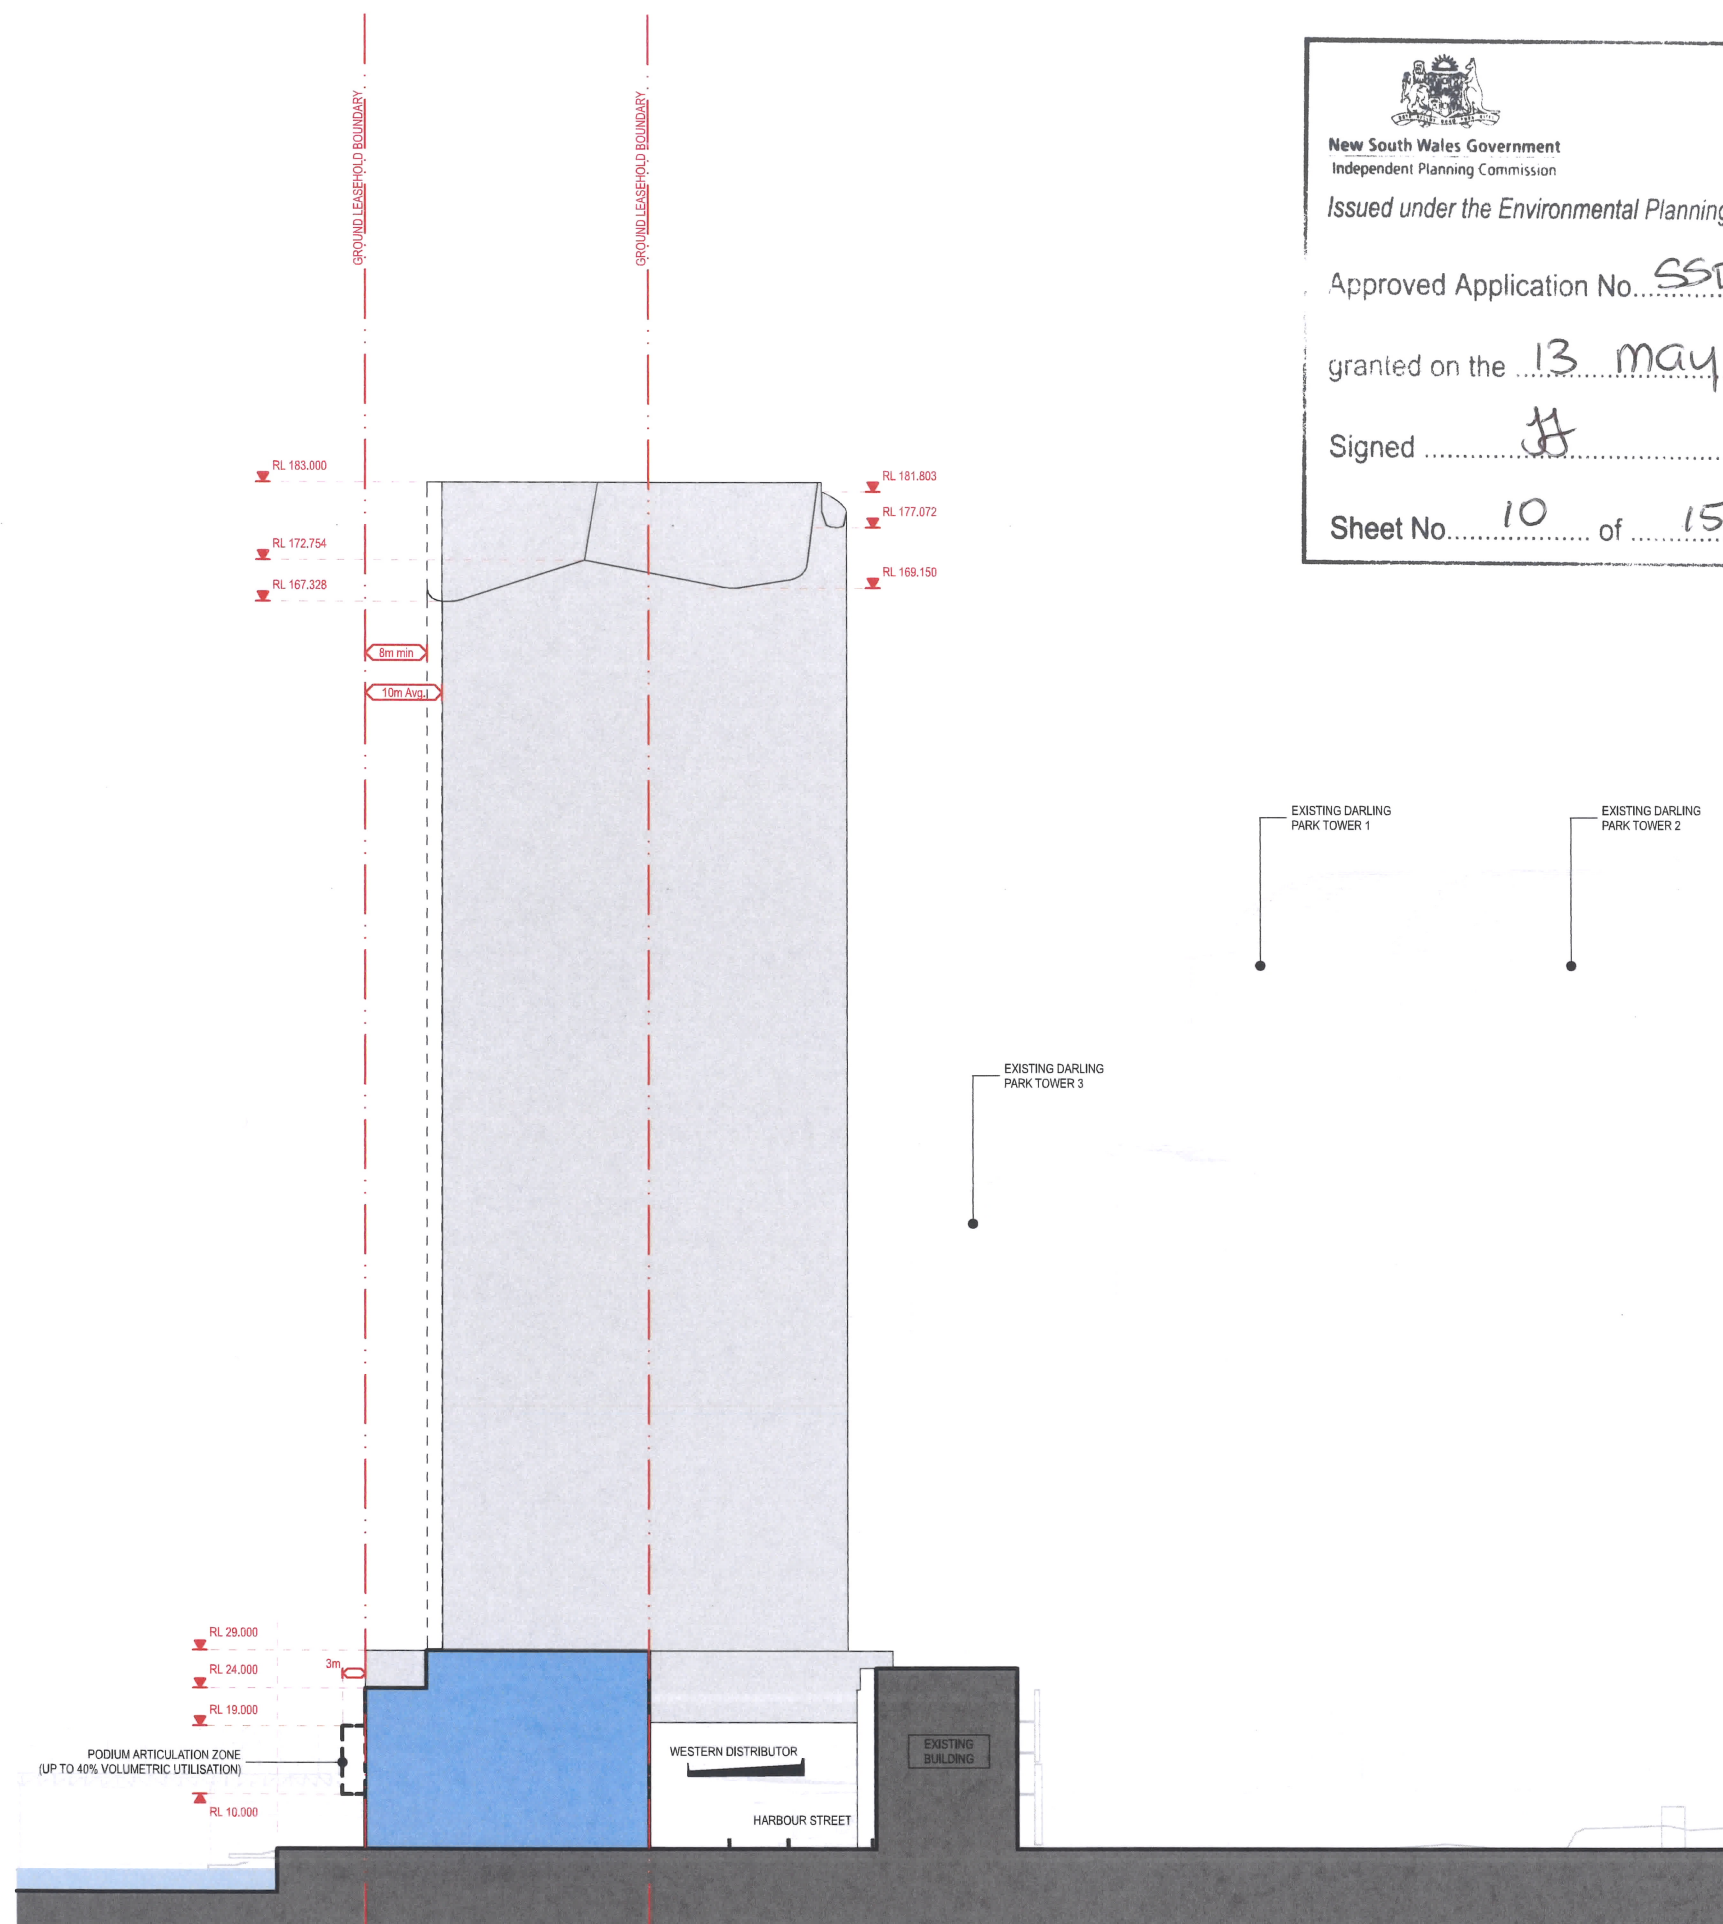 GROUND LEASEHOLD BOUNDARY
GROUND LEASEHOLD BOUNDARY
New South Wales Government
Independent Planning Commission
Issued under the Environmental Planning
Approved Application No.
granted on the 13 may
Signed
Sheet No. 10 of 15
RL 183.000
RL 181.803
RL 177.072
RL 172.754
RL 169.150
RL 167.328
8m min
10m Avg.
EXISTING DARLING
PARK TOWER 1
EXISTING DARLING
PARK TOWER 2
EXISTING DARLING
PARK TOWER 3
RL 29.000
3m
RL 24.000
RL 19.000
PODIUM ARTICULATION ZONE
(UP TO 40% VOLUMETRIC UTILISATION)
RL 10.000
WESTERN DISTRIBUTOR
HARBOUR STREET
EXISTING
BUILDING